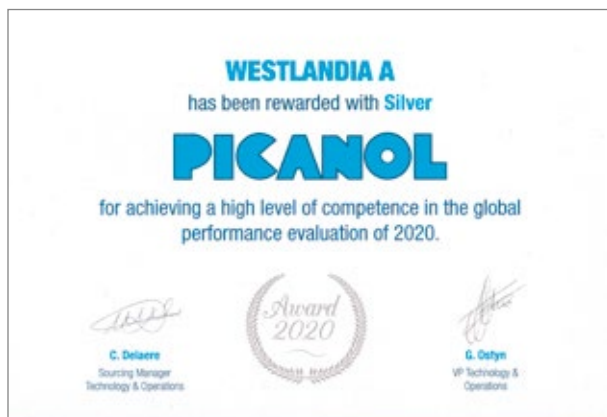 WESTLANDIA A
has been rewarded with Silver
PICANOL
for achieving a high level of competence in the global
performance evaluation of 2020.
Award
2020
C. Delaere
Sourcing Manager
Technology & Operations
G. Ostyn
VP Technology &
Operations